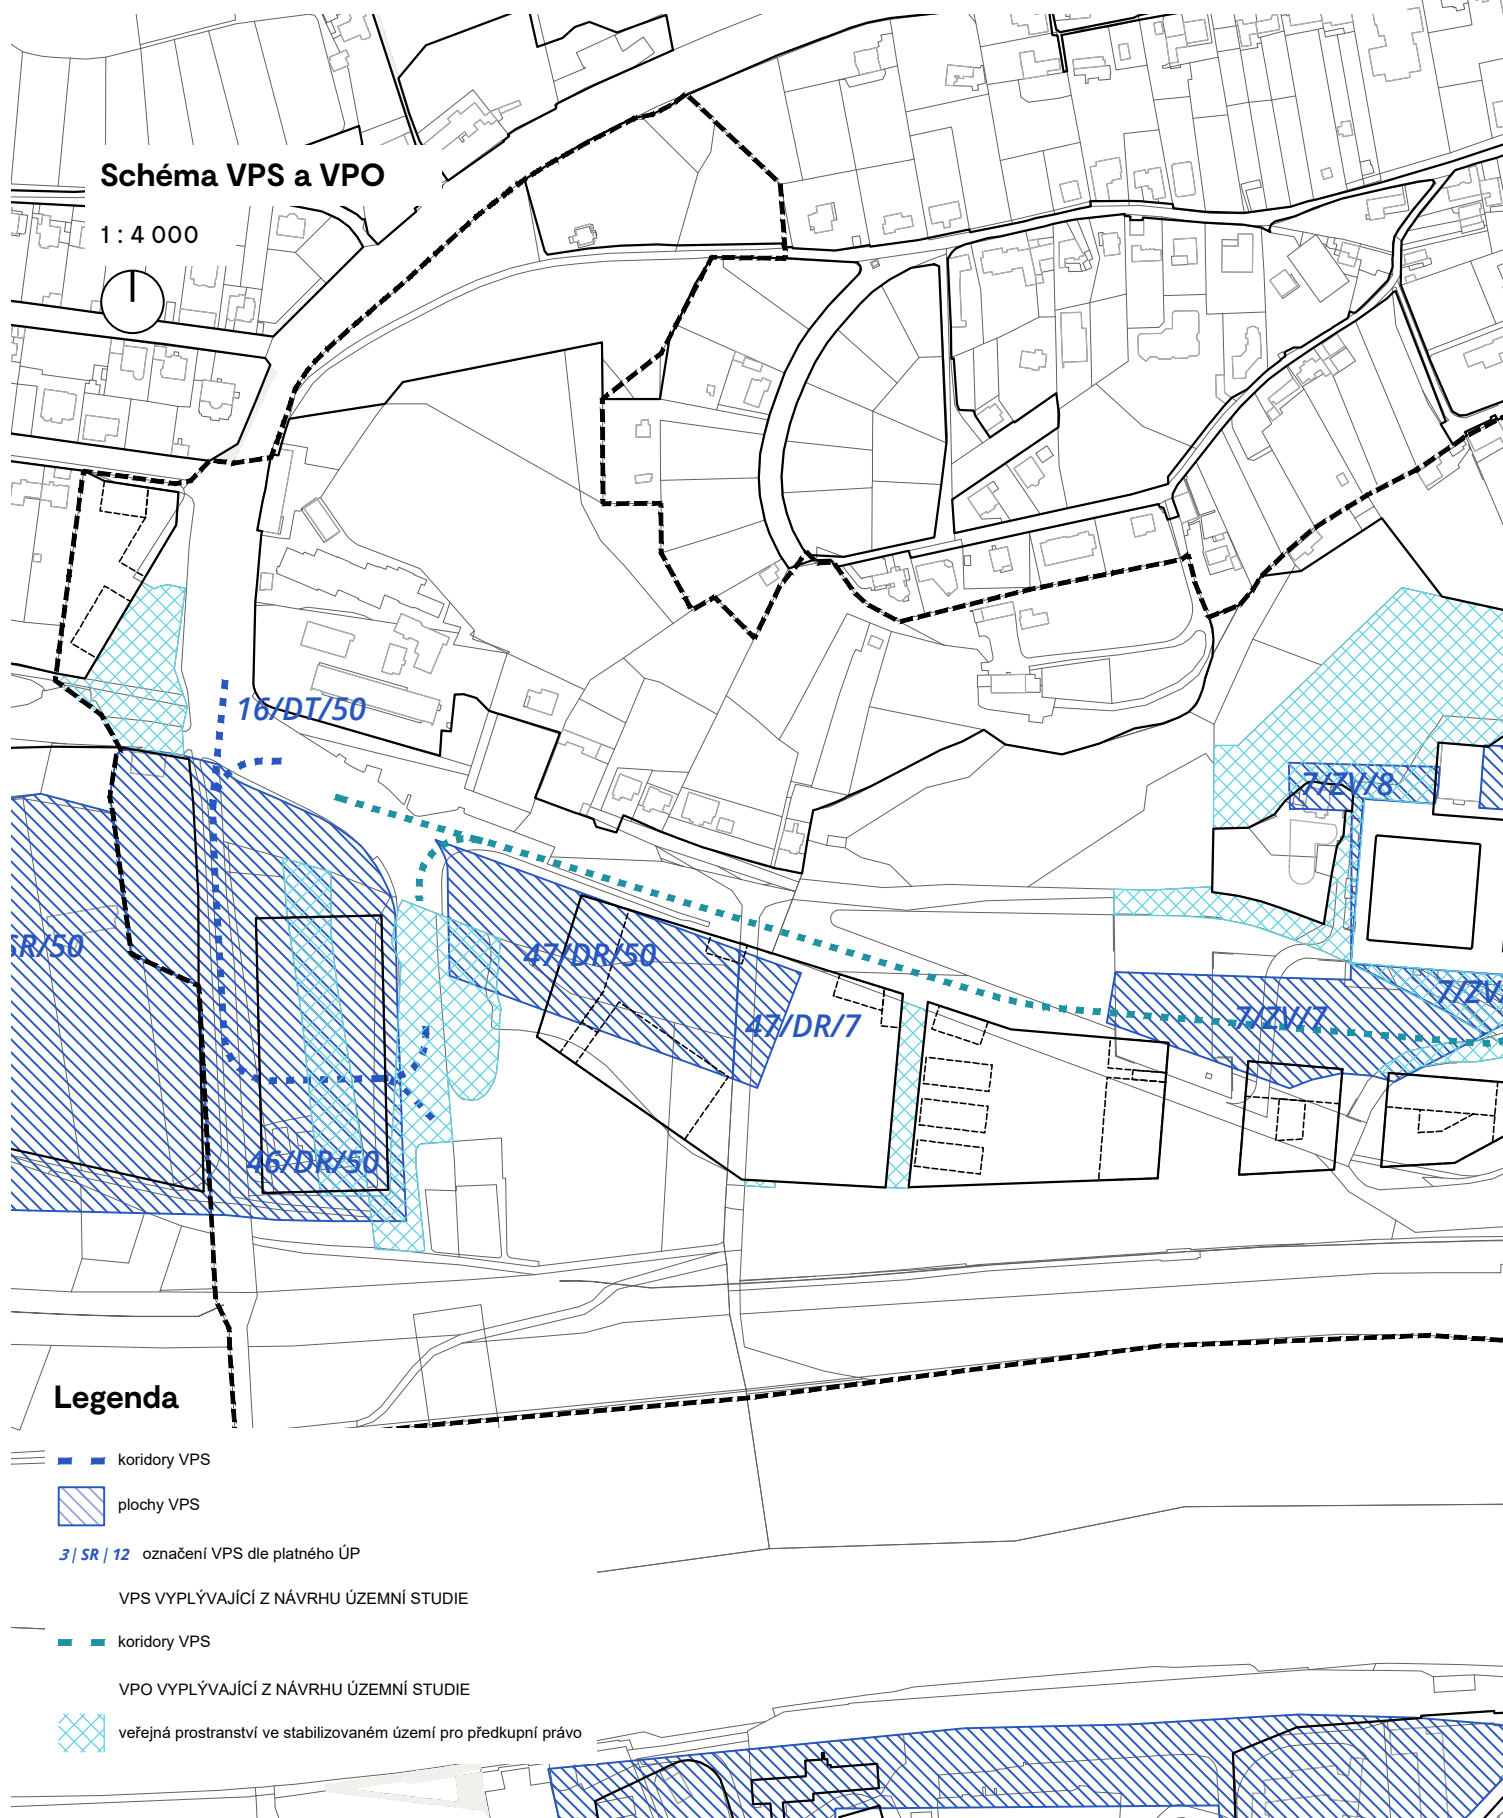 Schéma VPS a VPO
1 : 4 000
16/DT/50
7/ZV/8
SR/50
47/DR/50
7/ZV
47/DR/7
7/ZV/7
46/DR/50
Legenda
koridory VPS
plochy VPS
3 | SR | 12 označení VPS dle platného ÚP
VPS VYPLÝVAJÍCÍ Z NÁVRHU ÚZEMNÍ STUDIE
koridory VPS
VPO VYPLÝVAJÍCÍ Z NÁVRHU ÚZEMNÍ STUDIE
veřejná prostranství ve stabilizovaném území pro předkupní právo